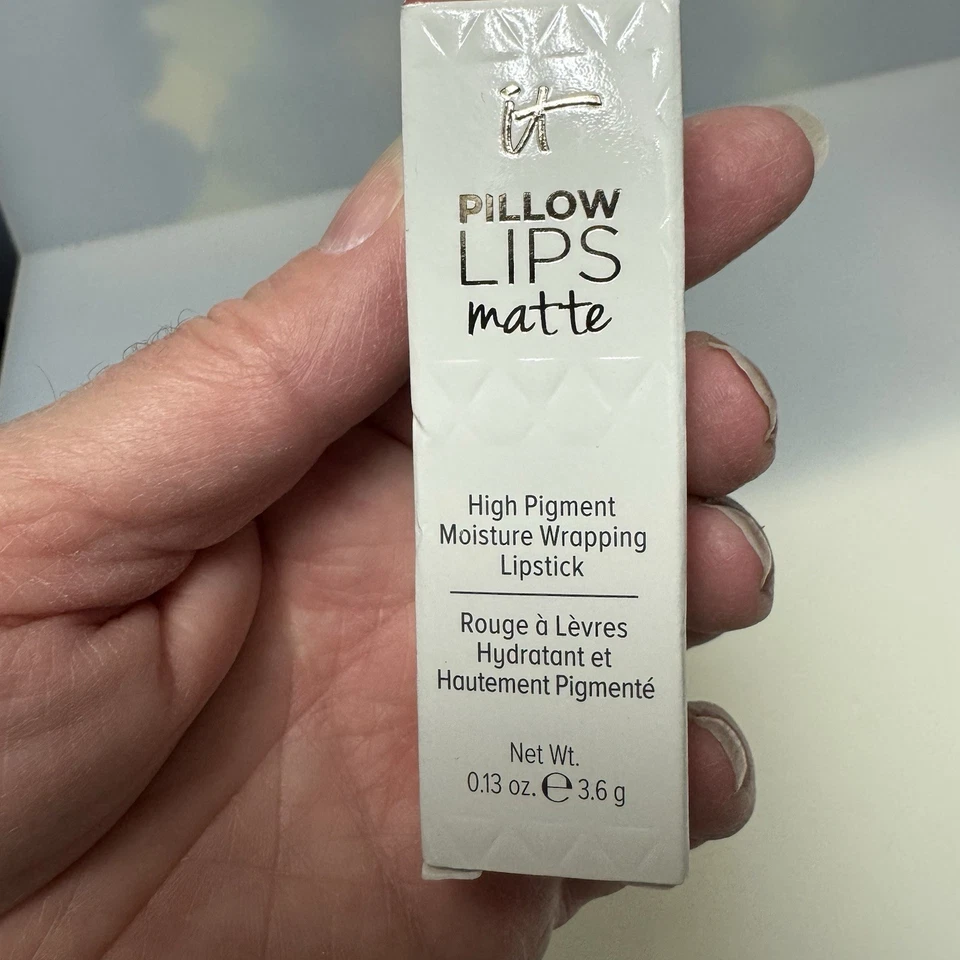 it
PILLOW
LIPS
matte
High Pigment
Moisture Wrapping
Lipstick
Rouge à Lèvres
Hydratant et
Hautement Pigmenté
Net Wt.
0.13 oz. ℮ 3.6 g